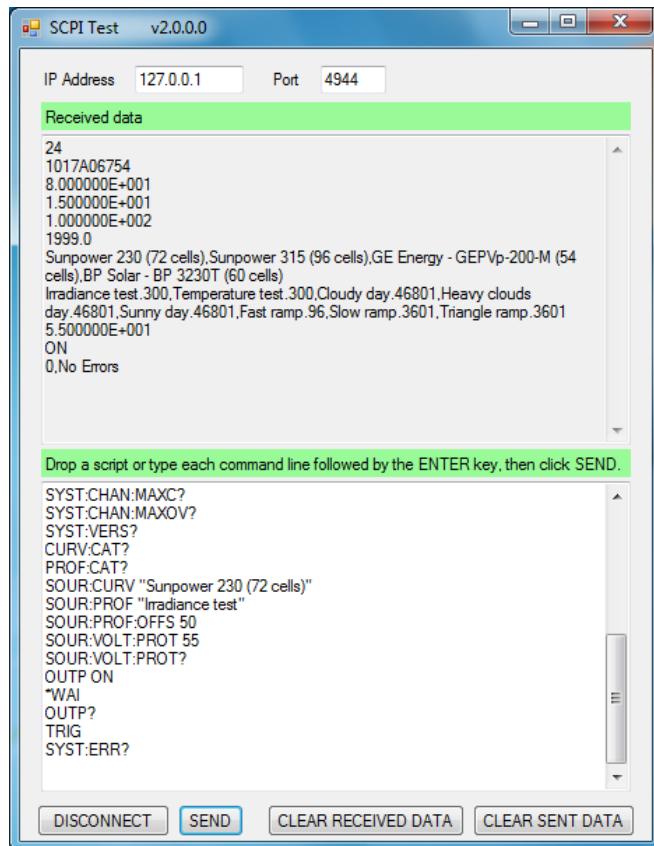 SCPI Test v2.0.0.0
IP Address 127.0.0.1 Port 4944
Received data
24
1017A06754
8.000000E+001
1.500000E+001
1.000000E+002
1999.0
Sunpower 230 (72 cells),Sunpower 315 (96 cells),GE Energy - GEPVp-200-M (54
cells),BP Solar - BP 3230T (60 cells)
Irradiance test.300,Temperature test.300,Cloudy day.46801,Heavy clouds
day.46801,Sunny day.46801,Fast ramp.96,Slow ramp.3601,Triangle ramp.3601
5.500000E+001
ON
0,No Errors
Drop a script or type each command line followed by the ENTER key, then click SEND.
SYST:CHAN:MAXC?
SYST:CHAN:MAXOV?
SYST:VERS?
CURV:CAT?
PROF:CAT?
SOUR:CURV "Sunpower 230 (72 cells)"
SOUR:PROF "Irradiance test"
SOUR:PROF:OFFS 50
SOUR:VOLT:PROT 55
SOUR:VOLT:PROT?
OUTP ON
*WAI
OUTP?
TRIG
SYST:ERR?
DISCONNECT SEND CLEAR RECEIVED DATA CLEAR SENT DATA